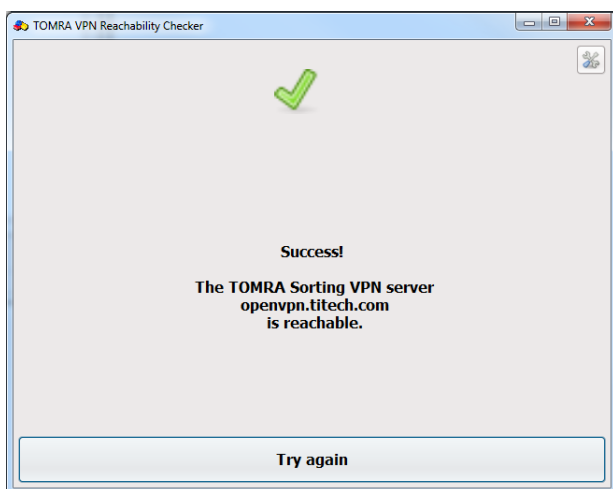 TOMRA VPN Reachability Checker
Success!
The TOMRA Sorting VPN server
openvpn.titech.com
is reachable.
Try again